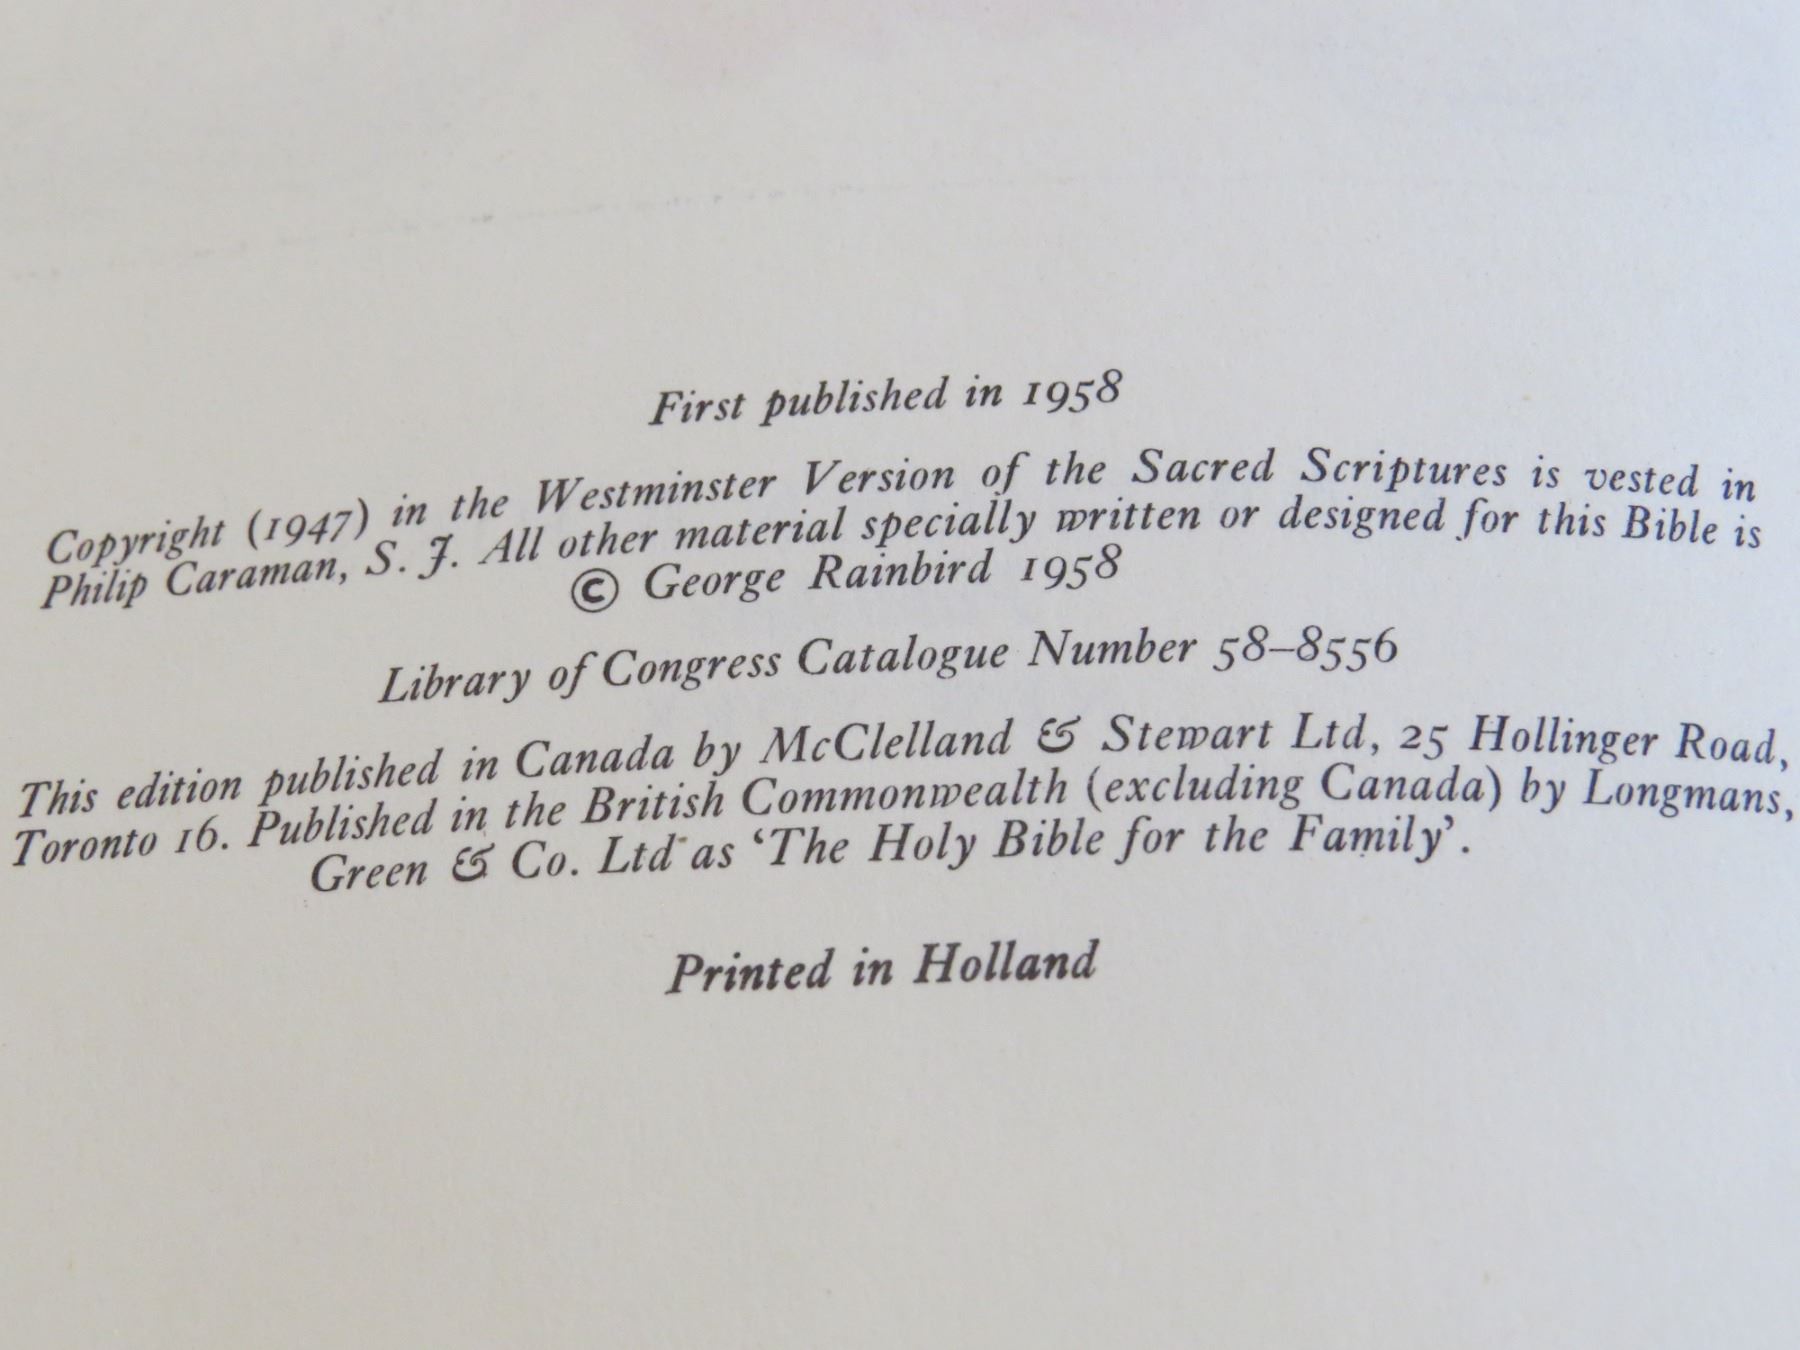 First published in 1958
Copyright (1947) in the Westminster Version of the Sacred Scriptures is vested in
Philip Caraman, S. J. All other material specially written or designed for this Bible is
© George Rainbird 1958
Library of Congress Catalogue Number 58–8556
This edition published in Canada by McClelland & Stewart Ltd, 25 Hollinger Road,
Toronto 16. Published in the British Commonwealth (excluding Canada) by Longmans,
Green & Co. Ltd as ‘The Holy Bible for the Family’.
Printed in Holland